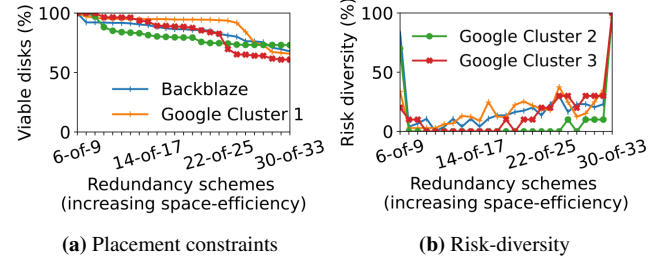 Viable disks (%)
100
50
0
Backblaze
Google Cluster 1
6-of-9
14-of-17
22-of-25
30-of-33
Redundancy schemes
(increasing space-efficiency)
(a) Placement constraints
Risk diversity (%)
100
50
0
Google Cluster 2
Google Cluster 3
6-of-9
14-of-17
22-of-25
30-of-33
Redundancy schemes
(increasing space-efficiency)
(b) Risk-diversity